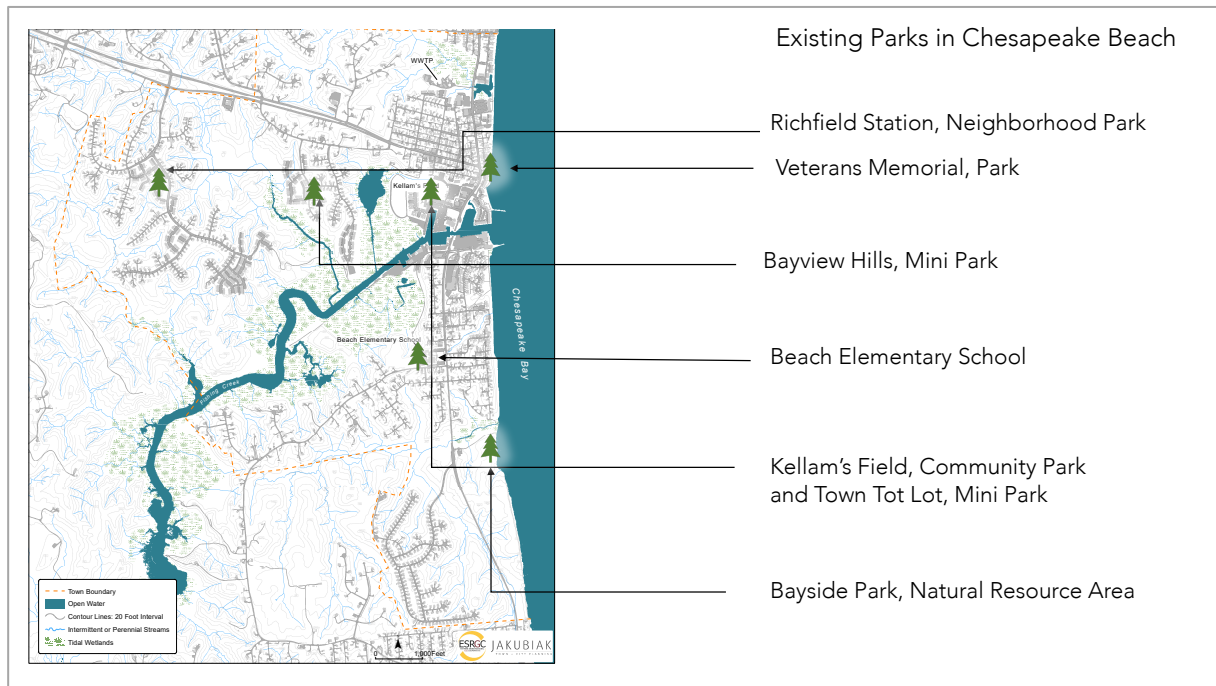 Existing Parks in Chesapeake Beach
WWTP
Richfield Station, Neighborhood Park
Veterans Memorial, Park
Kellam's Field
Bayview Hills, Mini Park
Chesapeake Bay
Beach Elementary School
Beach Elementary School
Fishing Creek
Kellam’s Field, Community Park
and Town Tot Lot, Mini Park
Bayside Park, Natural Resource Area
Town Boundary
Open Water
Contour Lines: 20 Foot Interval
Intermittent or Perennial Streams
Tidal Wetlands
0 1,000 Feet
ESRGC
JAKUBIAK